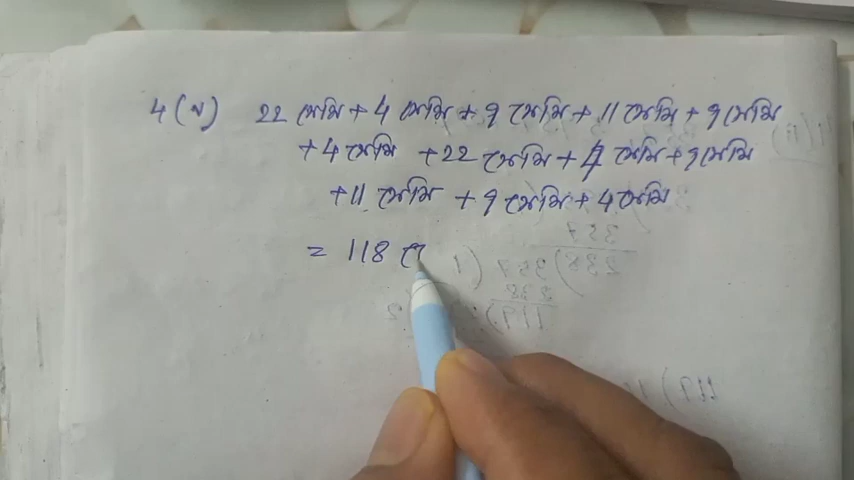 4 (খ) 22 সেমি + 4 সেমি + 9 সেমি + 11 সেমি + 9 সেমি
+ 4 সেমি + 22 সেমি + 4 সেমি + 9 সেমি
+ 11 সেমি + 9 সেমি + 4 সেমি
= 118